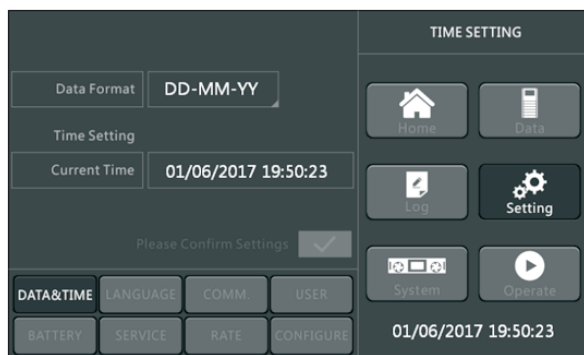 TIME SETTING
Data Format
DD-MM-YY
Time Setting
Current Time
01/06/2017 19:50:23
Please Confirm Settings
Home
Data
Log
Setting
System
Operate
DATA&TIME
LANGUAGE
COMM.
USER
BATTERY
SERVICE
RATE
CONFIGURE
01/06/2017 19:50:23